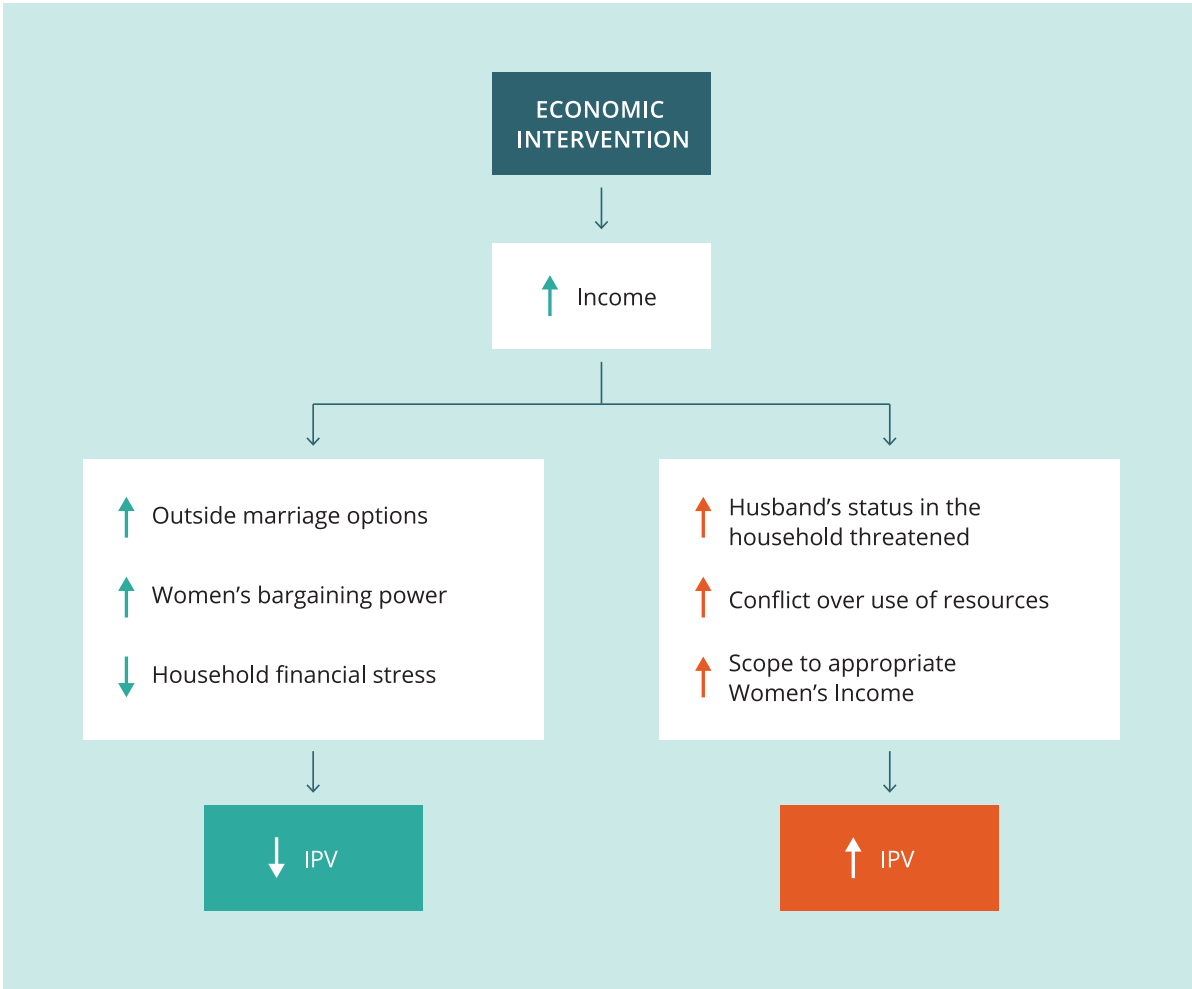 ECONOMIC
INTERVENTION
Income
Outside marriage options
Women’s bargaining power
Household financial stress
Husband’s status in the
household threatened
Conflict over use of resources
Scope to appropriate
Women’s Income
IPV
IPV